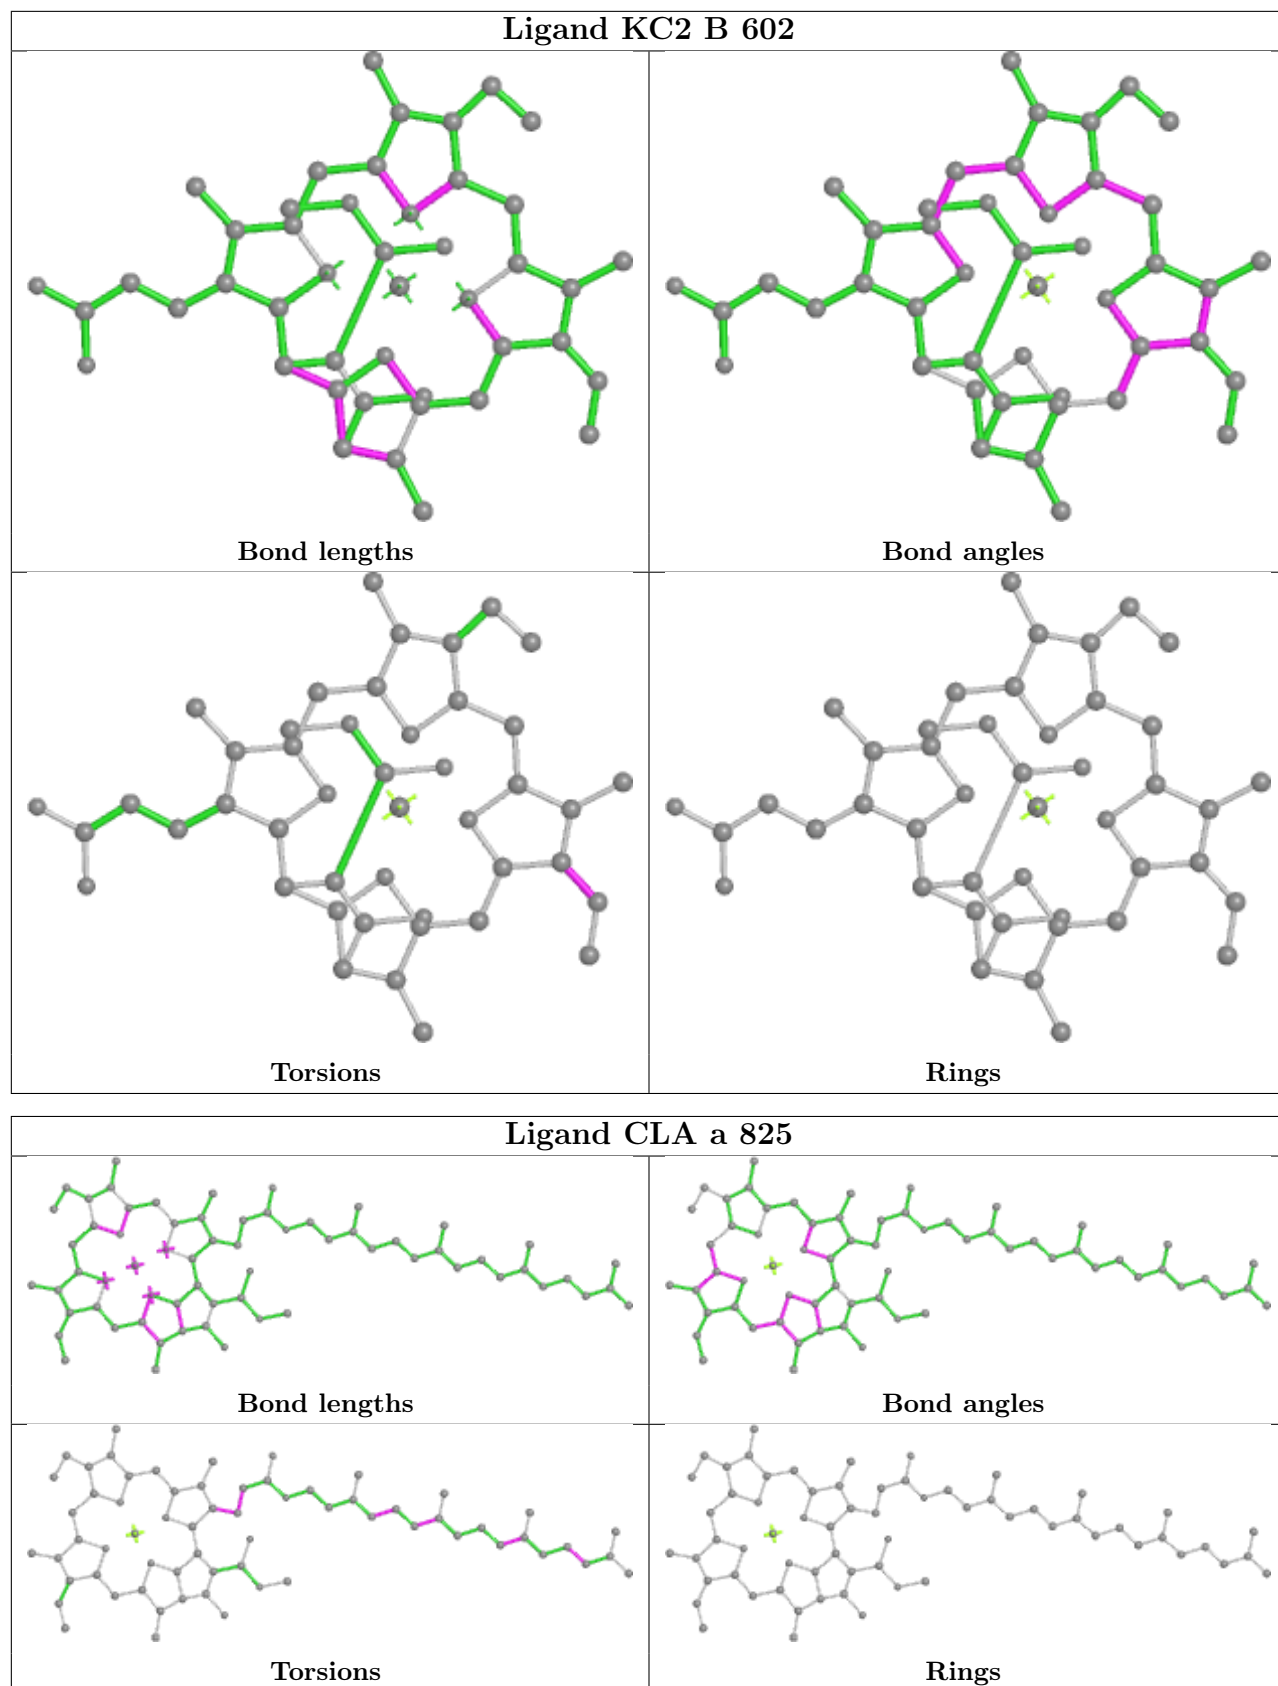 Ligand KC2 B 602
Bond lengths
Bond angles
Torsions
Rings
Ligand CLA a 825
Bond lengths
Bond angles
Torsions
Rings